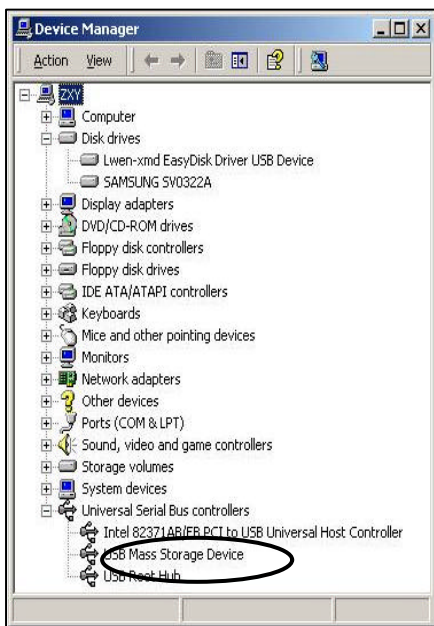 Device Manager
Action View
ZXY
Computer
Disk drives
Lwen-xmd EasyDisk Driver USB Device
SAMSUNG SV0322A
Display adapters
DVD/CD-ROM drives
Floppy disk controllers
Floppy disk drives
IDE ATA/ATAPI controllers
Keyboards
Mice and other pointing devices
Monitors
Network adapters
Other devices
Ports (COM & LPT)
Sound, video and game controllers
Storage volumes
System devices
Universal Serial Bus controllers
Intel 82371AB/EB PCI to USB Universal Host Controller
USB Mass Storage Device
USB Root Hub